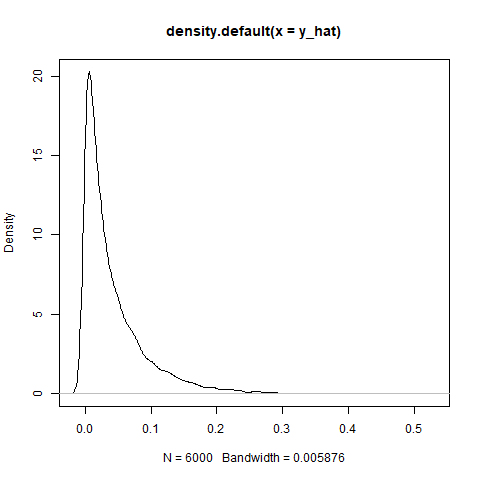 density.default(x = y_hat)
Density
0
5
10
15
20
0.0 0.1 0.2 0.3 0.4 0.5
N = 6000 Bandwidth = 0.005876